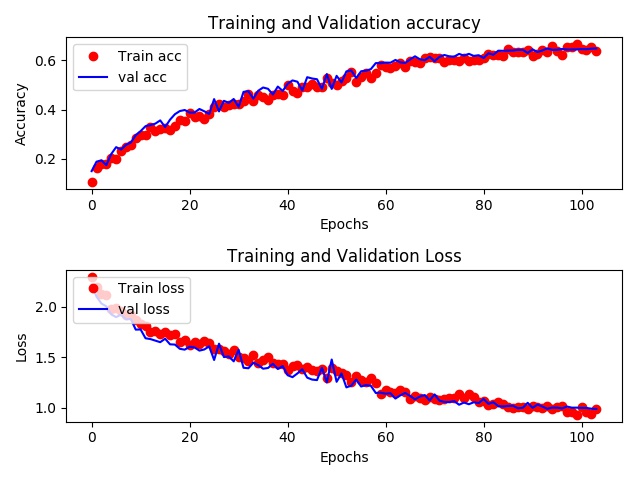 Training and Validation accuracy
Train acc
val acc
0.6
0.4
0.2
Accuracy
0 20 40 60 80 100
Epochs
Training and Validation Loss
Train loss
val loss
2.0
1.5
1.0
Loss
0 20 40 60 80 100
Epochs